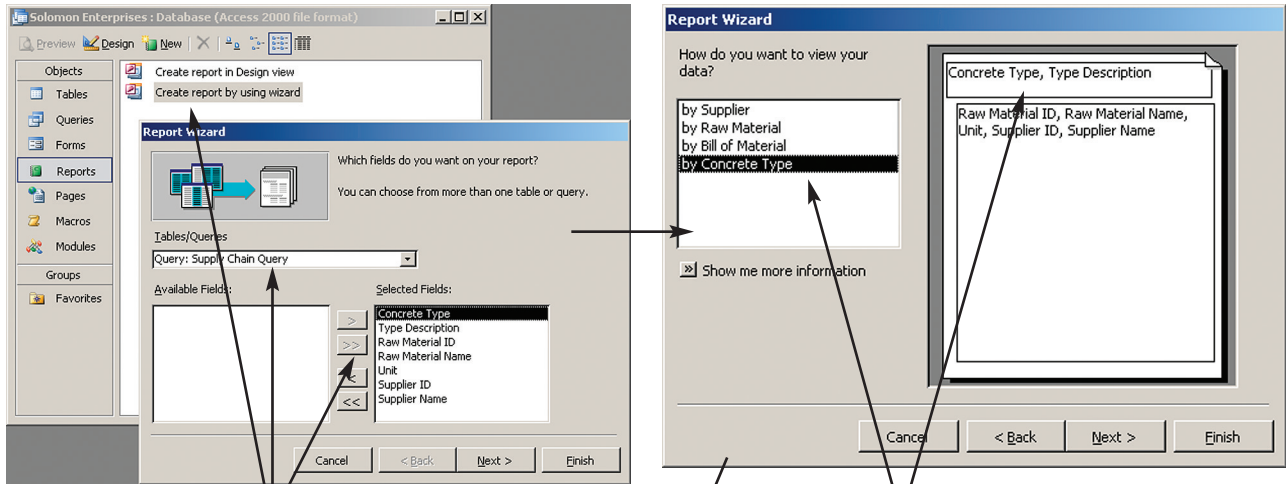 Solomon Enterprises : Database (Access 2000 file format)
Preview Design New
Objects
Tables
Queries
Forms
Reports
Pages
Macros
Modules
Groups
Favorites
Create report in Design view
Create report by using wizard
Report Wizard
Which fields do you want on your report?
You can choose from more than one table or query.
Tables/Queries
Query: Supply Chain Query
Available Fields:
Selected Fields:
Concrete Type
Type Description
Raw Material ID
Raw Material Name
Unit
Supplier ID
Supplier Name
>
>>
<
<<
Cancel < Back Next > Finish
Report Wizard
How do you want to view your
data?
by Supplier
by Raw Material
by Bill of Material
by Concrete Type
Show me more information
Concrete Type, Type Description
Raw Material ID, Raw Material Name,
Unit, Supplier ID, Supplier Name
Cancel < Back Next > Finish